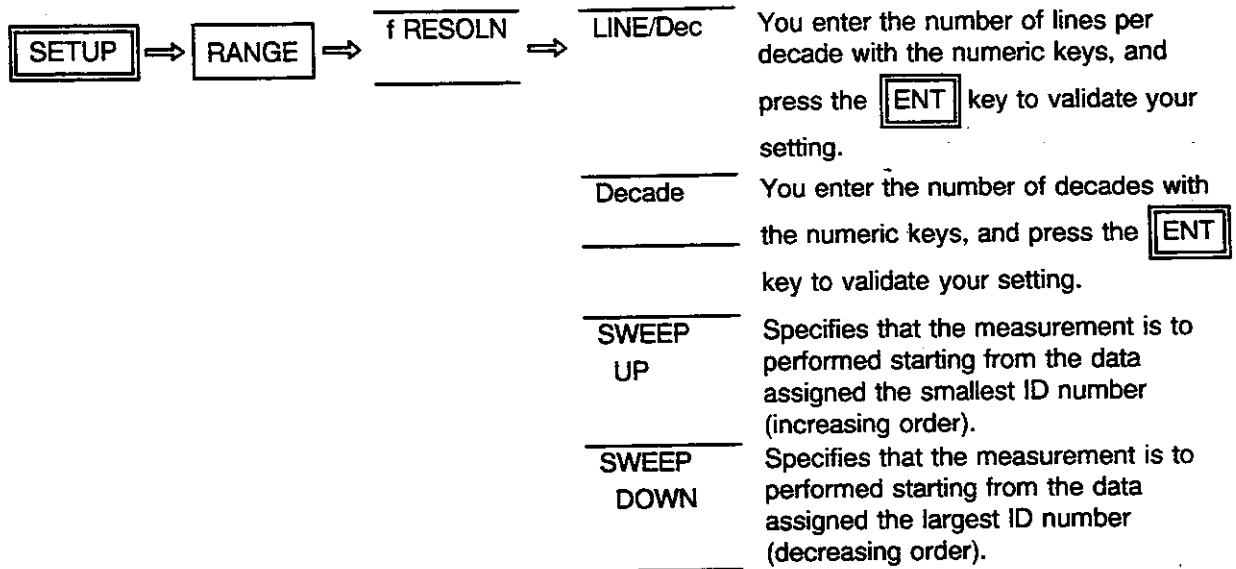 SETUP ⇒ RANGE ⇒ f RESOLN ⇒ LINE/Dec You enter the number of lines per
decade with the numeric keys, and
press the ENT key to validate your
setting.
Decade You enter the number of decades with
the numeric keys, and press the ENT
key to validate your setting.
SWEEP Specifies that the measurement is to
UP performed starting from the data
assigned the smallest ID number
(increasing order).
SWEEP Specifies that the measurement is to
DOWN performed starting from the data
assigned the largest ID number
(decreasing order).